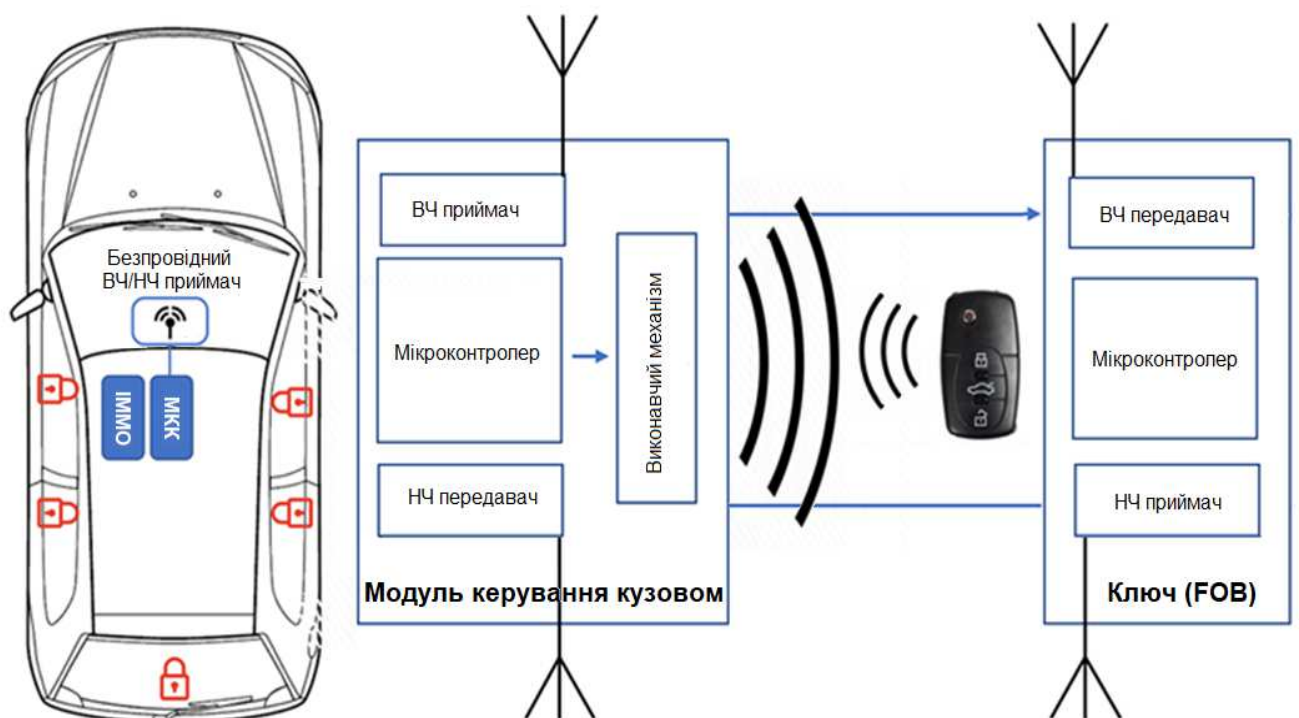 Безпровідний
ВЧ/НЧ приймач
ІММО
МКК
ВЧ приймач
Мікроконтролер
Виконавчий механізм
НЧ передавач
Модуль керування кузовом
ВЧ передавач
Мікроконтролер
НЧ приймач
Ключ (FOB)